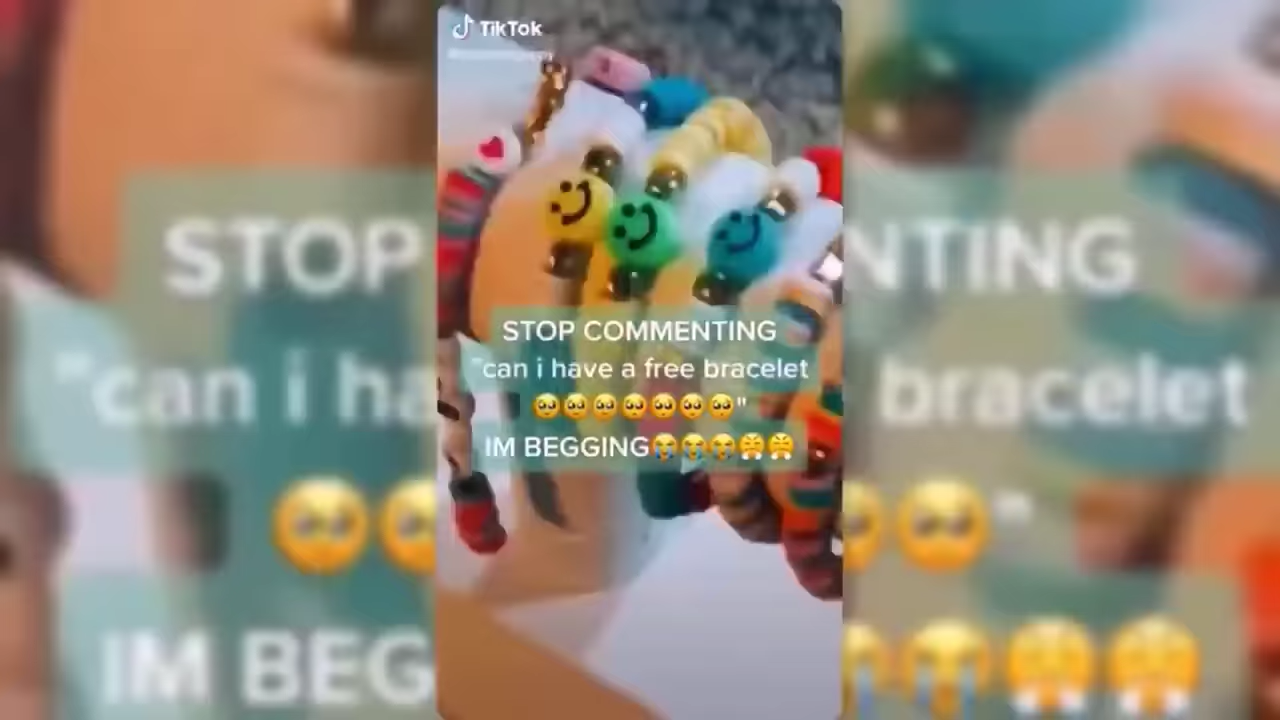 TikTok
STOP COMMENTING
"can i have a free bracelet
🥺🥺🥺🥺🥺🥺🥺"
IM BEGGING😭😭😭😤😤